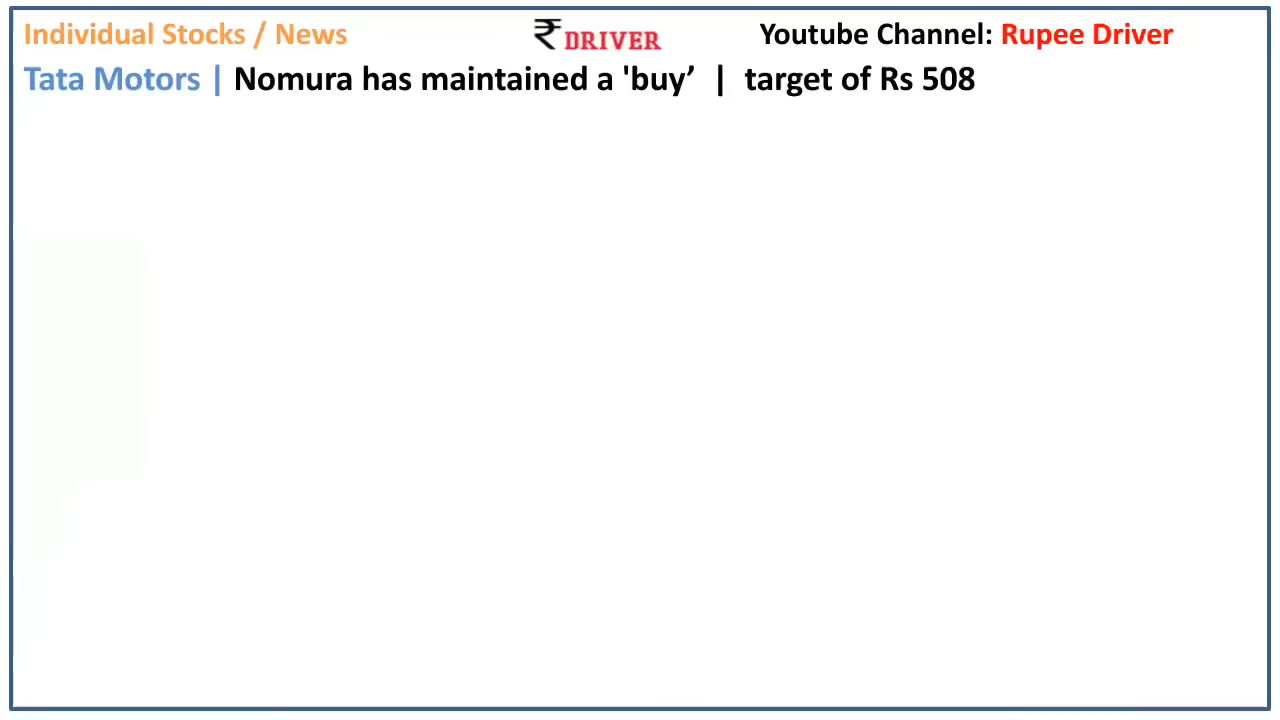 Individual Stocks / News ₹ DRIVER Youtube Channel: Rupee Driver
Tata Motors | Nomura has maintained a 'buy’ | target of Rs 508